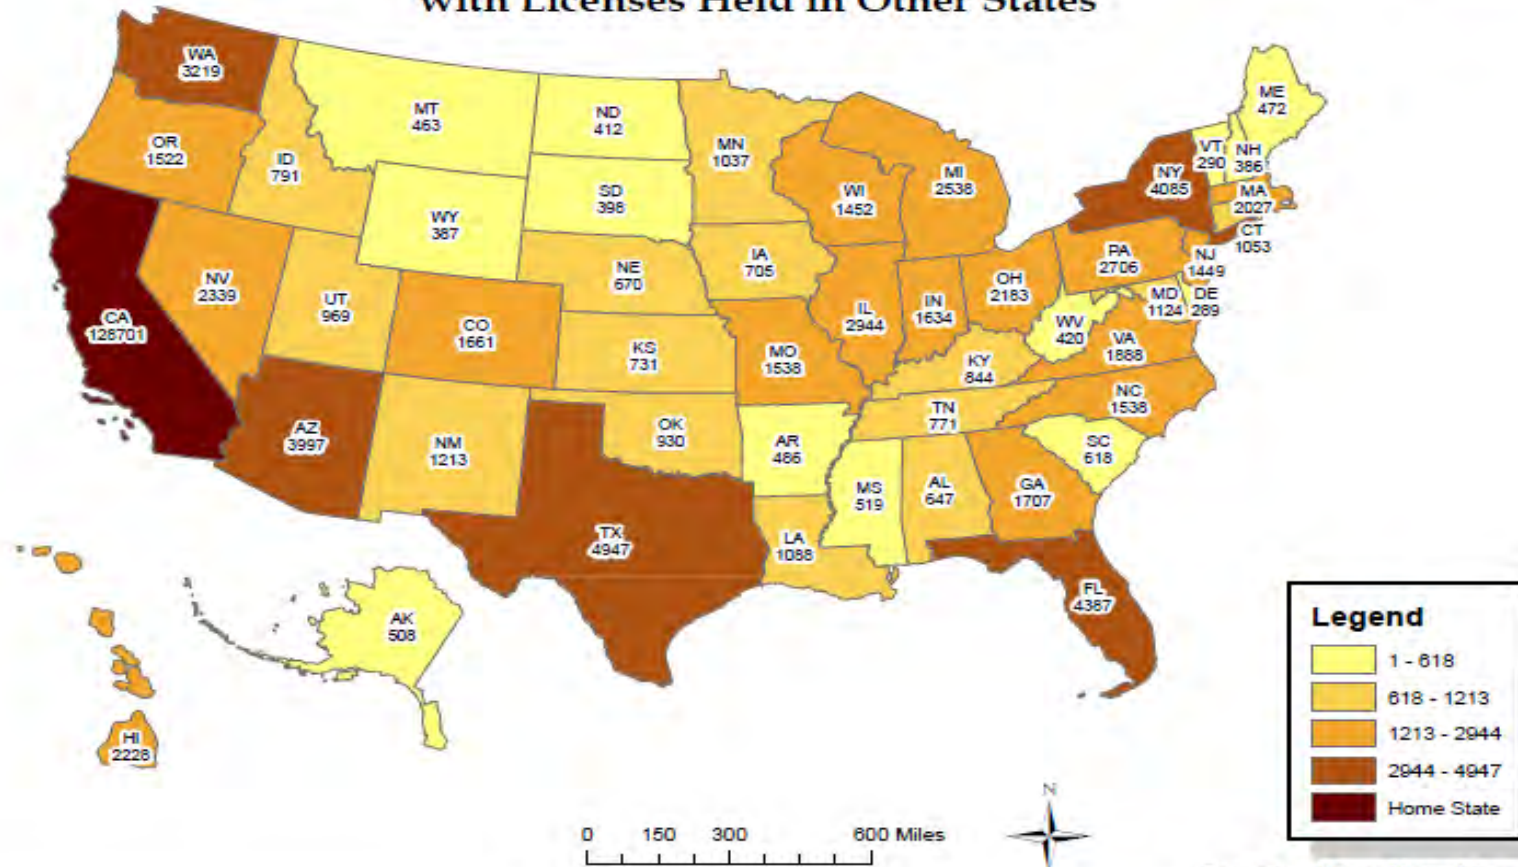 with Licenses Held in Other States
WA
3219
MT
463
ND
412
MN
1037
ME
472
OR
1522
ID
791
VT
290
NH
386
WI
1452
MI
2538
NY
4085
MA
2027
SD
398
WY
387
CT
1053
IA
705
PA
2706
NJ
1449
NE
670
NV
2339
UT
969
OH
2183
IL
2944
IN
1634
MD
1124
DE
289
CA
128701
CO
1661
WV
420
KS
731
MO
1538
VA
1888
KY
844
NC
1538
TN
771
AZ
3997
NM
1213
OK
930
AR
486
SC
618
MS
519
AL
647
GA
1707
TX
4947
LA
1088
FL
4387
AK
508
HI
2228
Legend
1 - 618
618 - 1213
1213 - 2944
2944 - 4947
Home State
N
0 150 300 600 Miles